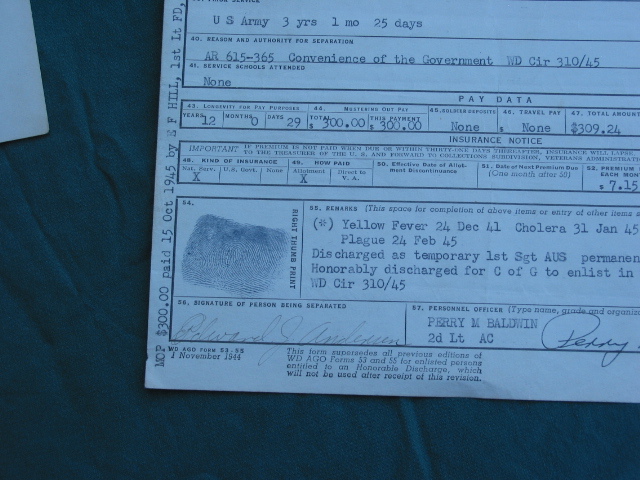 US Army 3 yrs 1 mo 25 days
40. REASON AND AUTHORITY FOR SEPARATION
AR 615-365 Convenience of the Government WD Cir 310/45
41. SERVICE SCHOOLS ATTENDED
None
PAY DATA
43. LONGEVITY FOR PAY PURPOSES 44. MUSTERING OUT PAY 45. SOLDIER DEPOSITS 46. TRAVEL PAY 47. TOTAL AMOUNT
YEARS 12 MONTHS 0 DAYS 29 TOTAL $ 300.00 THIS PAYMENT $ 300.00 None $ None $309.24
INSURANCE NOTICE
IMPORTANT IF PREMIUM IS NOT PAID WHEN DUE OR WITHIN THIRTY-ONE DAYS THEREAFTER, INSURANCE WILL LAPSE.
TO THE TREASURER OF THE U. S. AND FORWARD TO COLLECTIONS SUBDIVISION, VETERANS ADMINISTRATI
48. KIND OF INSURANCE 49. HOW PAID 50. Effective Date of Allotment Discontinuance 51. Date of Next Premium Due (One month after 50) 52. PREMIUM EACH MONTH
Nat. Serv. U.S. Govt. None Allotment Direct to V. A.
X X $ 7.15
54.
RIGHT THUMB PRINT
55. REMARKS (This space for completion of above items or entry of other items s
(*) Yellow Fever 24 Dec 41 Cholera 31 Jan 45
Plague 24 Feb 45
Discharged as temporary 1st Sgt AUS permanen
Honorably discharged for C of G to enlist in
WD Cir 310/45
56. SIGNATURE OF PERSON BEING SEPARATED
57. PERSONNEL OFFICER (Type name, grade and organiza
PERRY M BALDWIN
2d Lt AC
Perry
WD AGO FORM 53-55
1 November 1944
This form supersedes all previous editions of
WD AGO Forms 53 and 55 for enlisted persons
entitled to an Honorable Discharge, which
will not be used after receipt of this revision.
MOP $300.00 paid 15 Oct 1945 by E F HILL, 1st Lt FD,